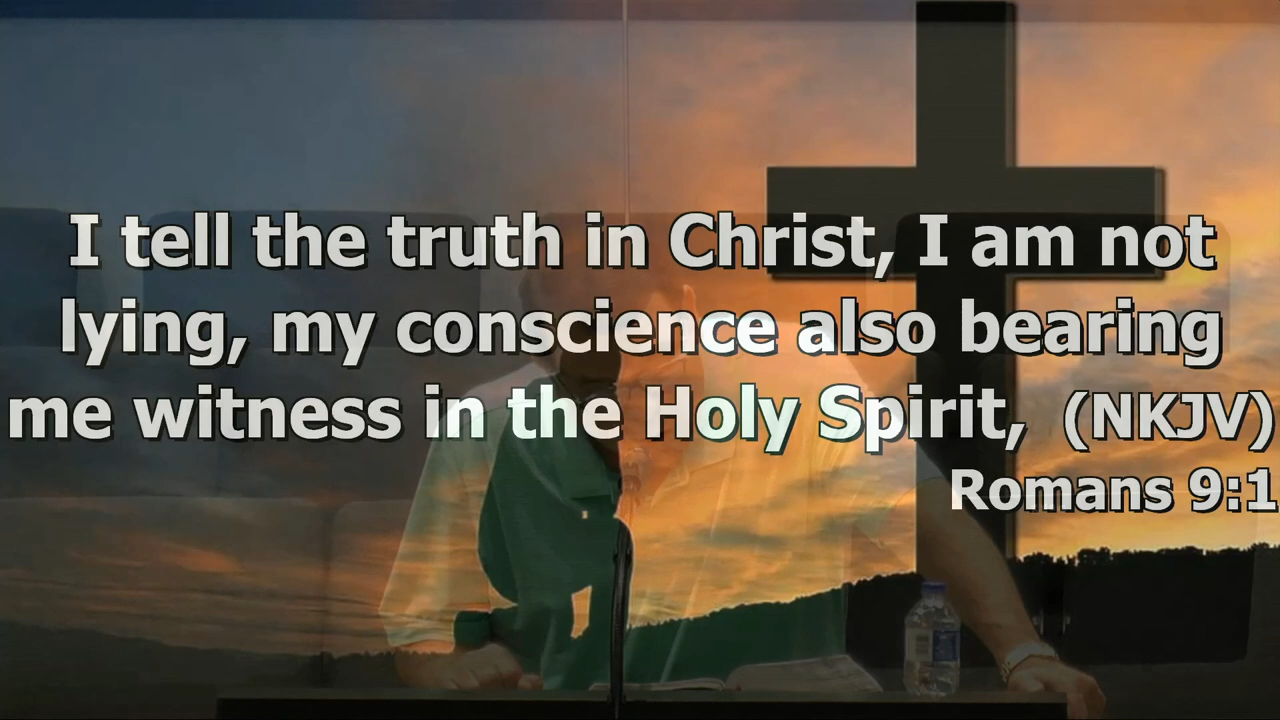 I tell the truth in Christ, I am not
lying, my conscience also bearing
me witness in the Holy Spirit, (NKJV)
Romans 9:1